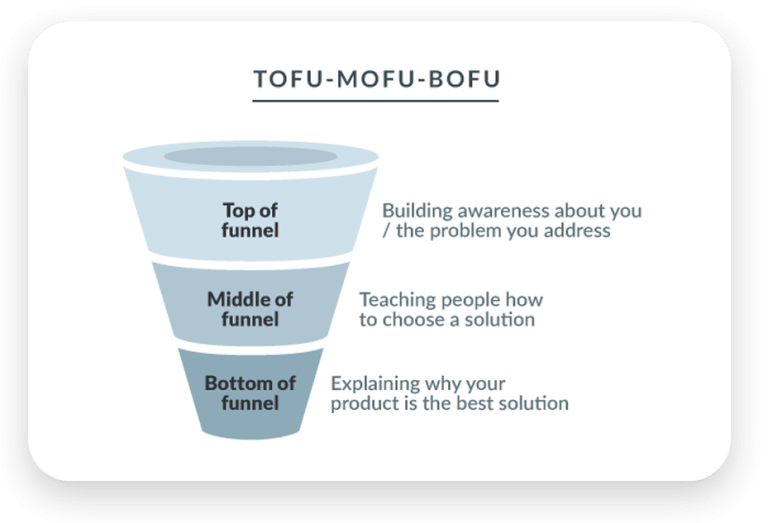 TOFU-MOFU-BOFU
Top of
funnel
Building awareness about you
/ the problem you address
Middle of
funnel
Teaching people how
to choose a solution
Bottom of
funnel
Explaining why your
product is the best solution